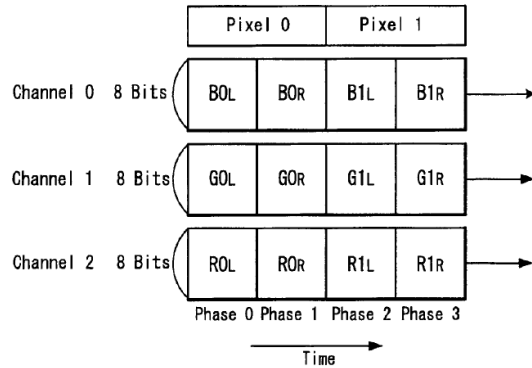 Pixel 0 Pixel 1
Channel 0 8 Bits B0L B0R B1L B1R
Channel 1 8 Bits G0L G0R G1L G1R
Channel 2 8 Bits R0L R0R R1L R1R
Phase 0 Phase 1 Phase 2 Phase 3
Time